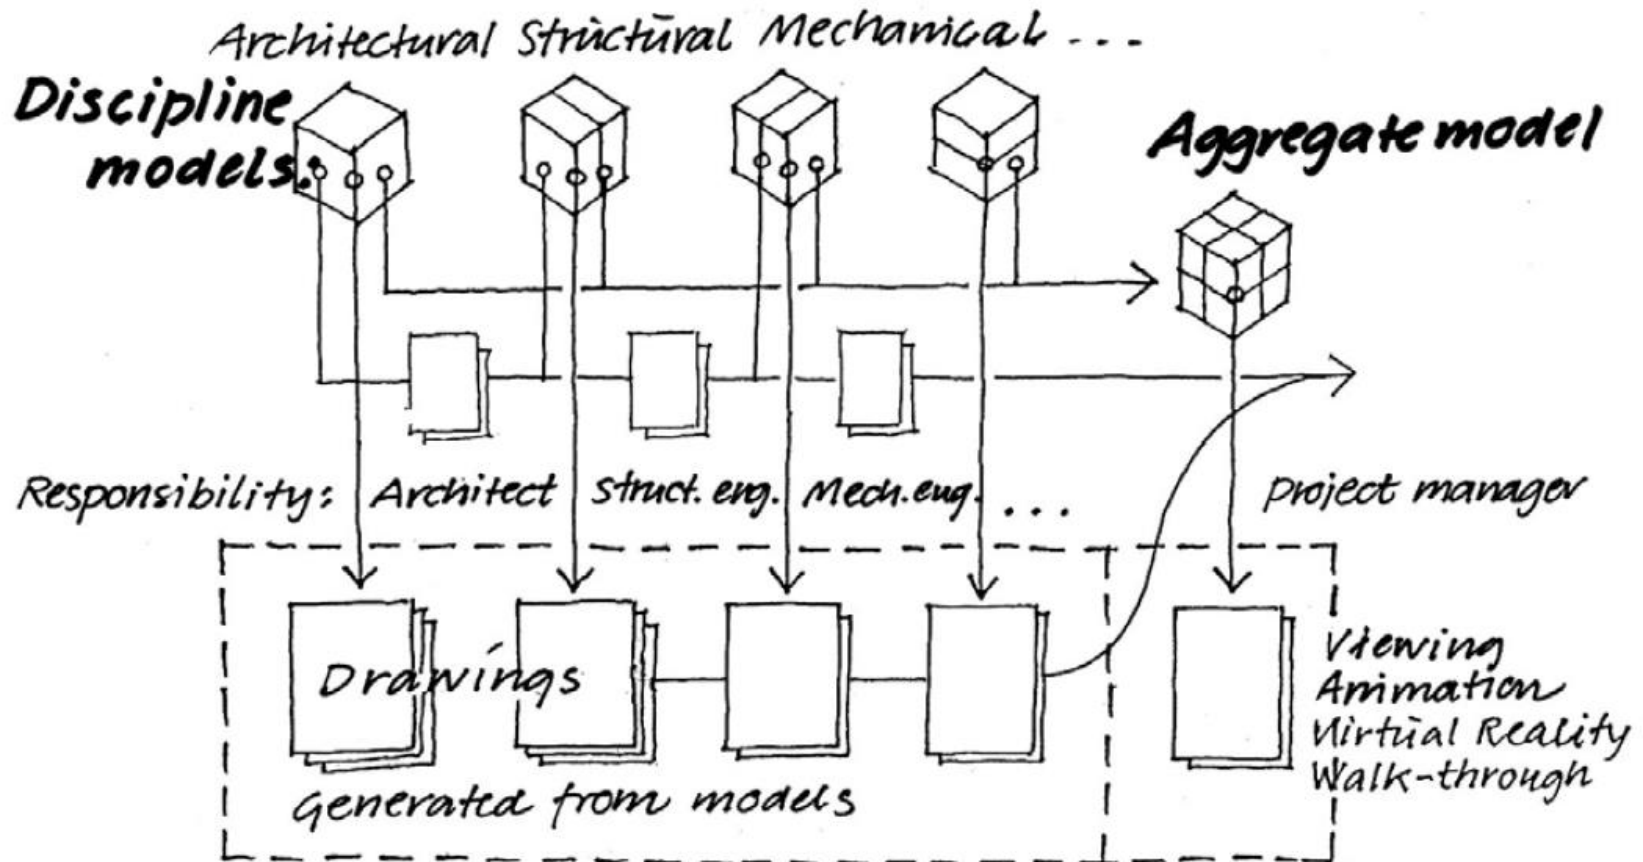 Architectural Structural Mechanical ...
Discipline
models:
Aggregate model
Responsibility: Architect Struct. eng. Mech. eng. ... Project manager
Drawings
Generated from models
Viewing
Animation
Virtual Reality
Walk-through